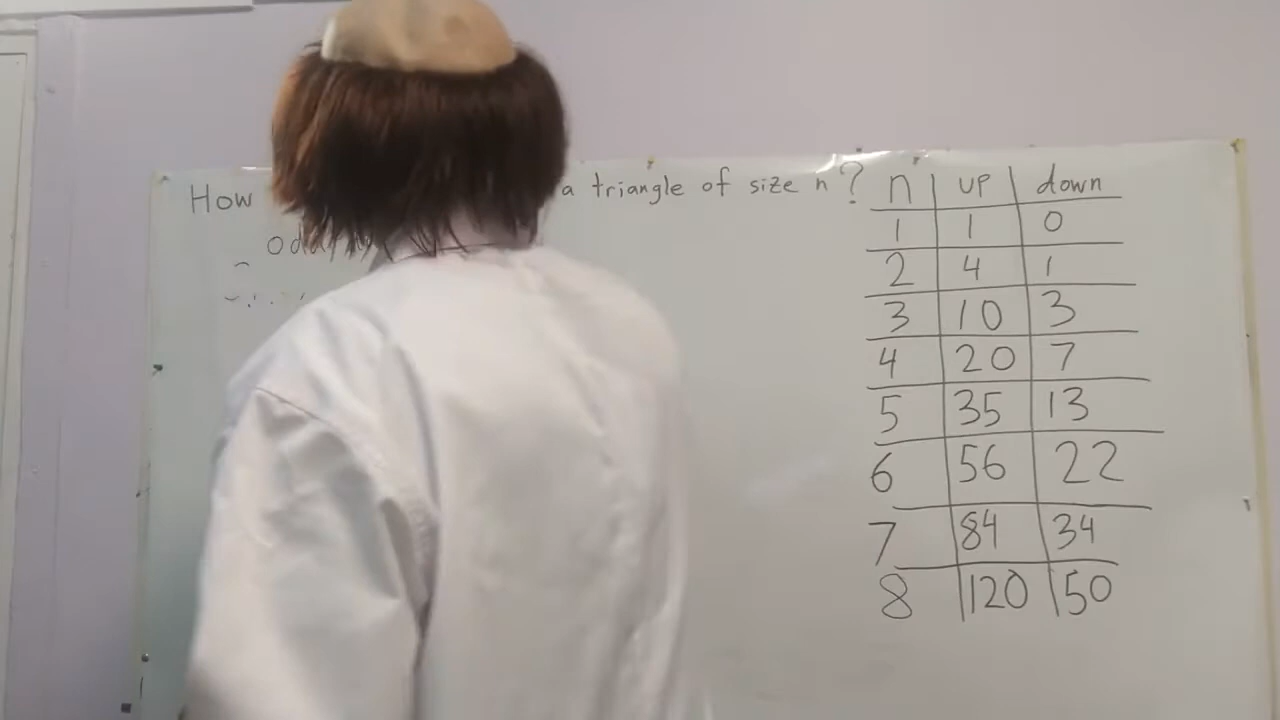 How a triangle of size n?
n up down
1 1 0
2 4 1
3 10 3
4 20 7
5 35 13
6 56 22
7 84 34
8 120 50